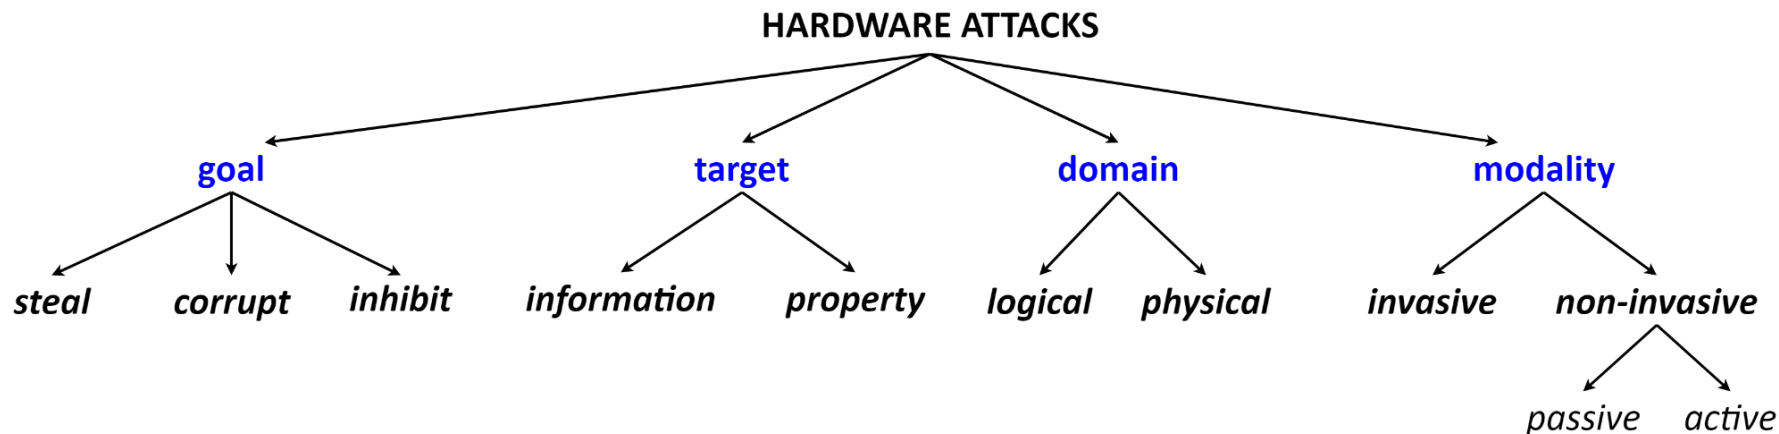 HARDWARE ATTACKS
goal target domain modality
steal corrupt inhibit information property logical physical invasive non-invasive
passive active